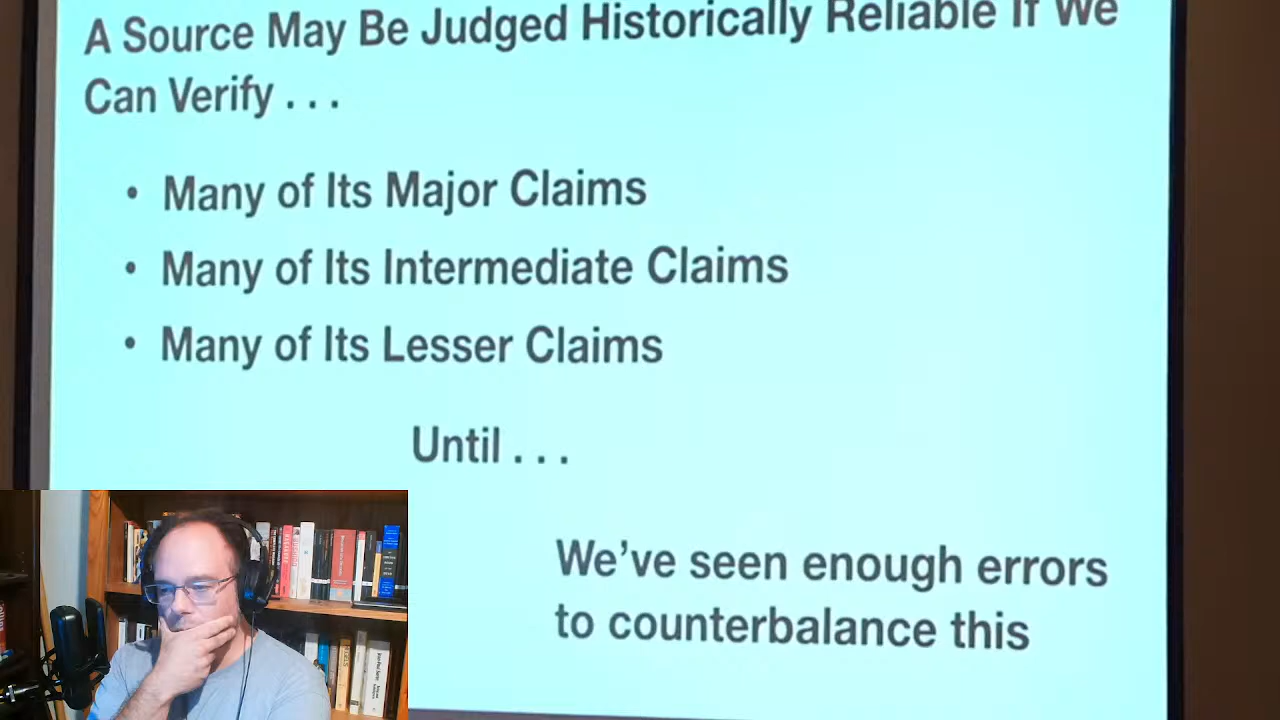 A Source May Be Judged Historically Reliable If We
Can Verify . . .
• Many of Its Major Claims
• Many of Its Intermediate Claims
• Many of Its Lesser Claims
Until . . .
We've seen enough errors
to counterbalance this